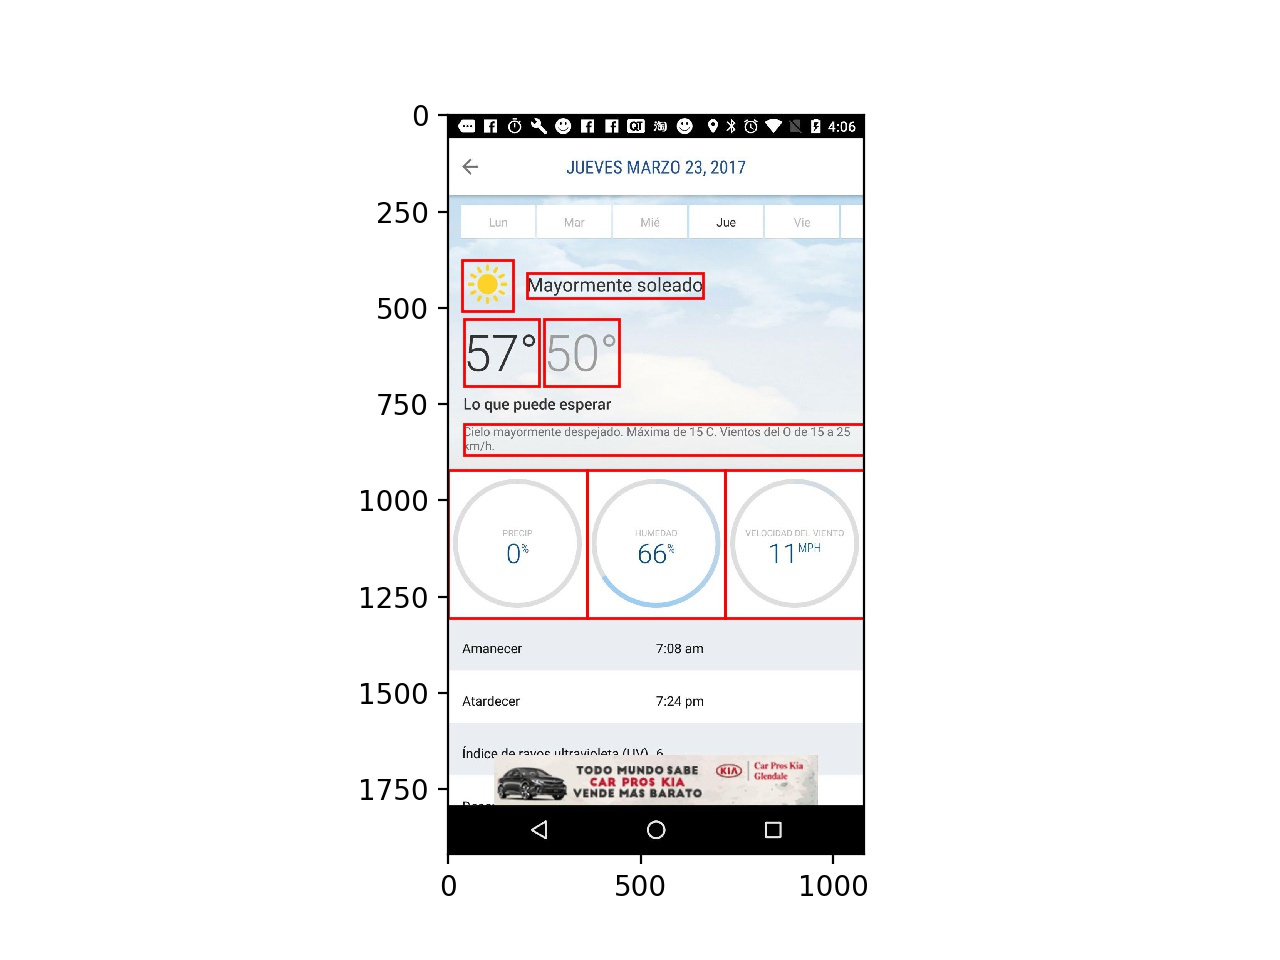 0
4:06
JUEVES MARZO 23, 2017
250
Lun Mar Mié Jue Vie
Mayormente soleado
500
57° 50°
750
Lo que puede esperar
Cielo mayormente despejado. Máxima de 15 C. Vientos del O de 15 a 25
km/h.
1000
PRECIP
0%
HUMEDAD
66%
VELOCIDAD DEL VIENTO
11 MPH
1250
Amanecer 7:08 am
1500
Atardecer 7:24 pm
Índice de rayos ultravioleta (UV) 6
TODO MUNDO SABE
CAR PROS KIA
VENDE MÁS BARATO
KIA
Car Pros Kia
Glendale
1750
0 500 1000